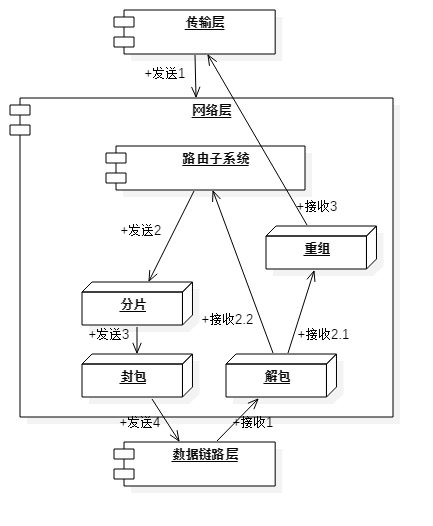 传输层
+发送1
网络层
路由子系统
+接收3
+发送2
重组
分片
+接收2.2
+发送3
+接收2.1
封包
解包
+发送4
+接收1
数据链路层